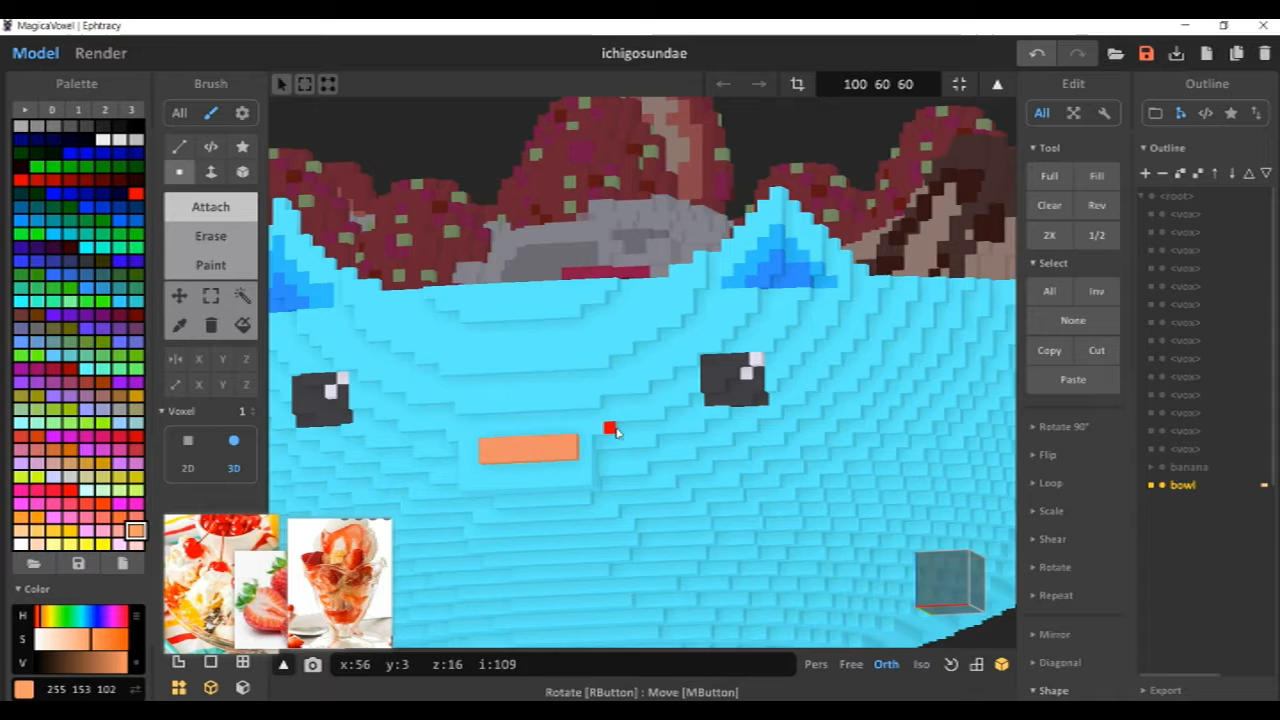 MagicaVoxel | Ephtracy
Model Render
ichigosundae
Palette
0 1 2 3
Brush
All
Attach
Erase
Paint
X Y Z
X Y Z
Voxel 1
2D 3D
Color
H
S
V
255 153 102
100 60 60
x:56 y:3 z:16 i:109
Pers Free Orth Iso
Rotate [RButton] : Move [MButton]
Edit
All
Tool
Full Fill
Clear Rev
2X 1/2
Select
All Inv
None
Copy Cut
Paste
Rotate 90°
Flip
Loop
Scale
Shear
Rotate
Repeat
Mirror
Diagonal
Shape
Outline
Outline
<root>
<vox>
<vox>
<vox>
<vox>
<vox>
<vox>
<vox>
<vox>
<vox>
<vox>
<vox>
<vox>
<vox>
<vox>
banana
bowl
Export